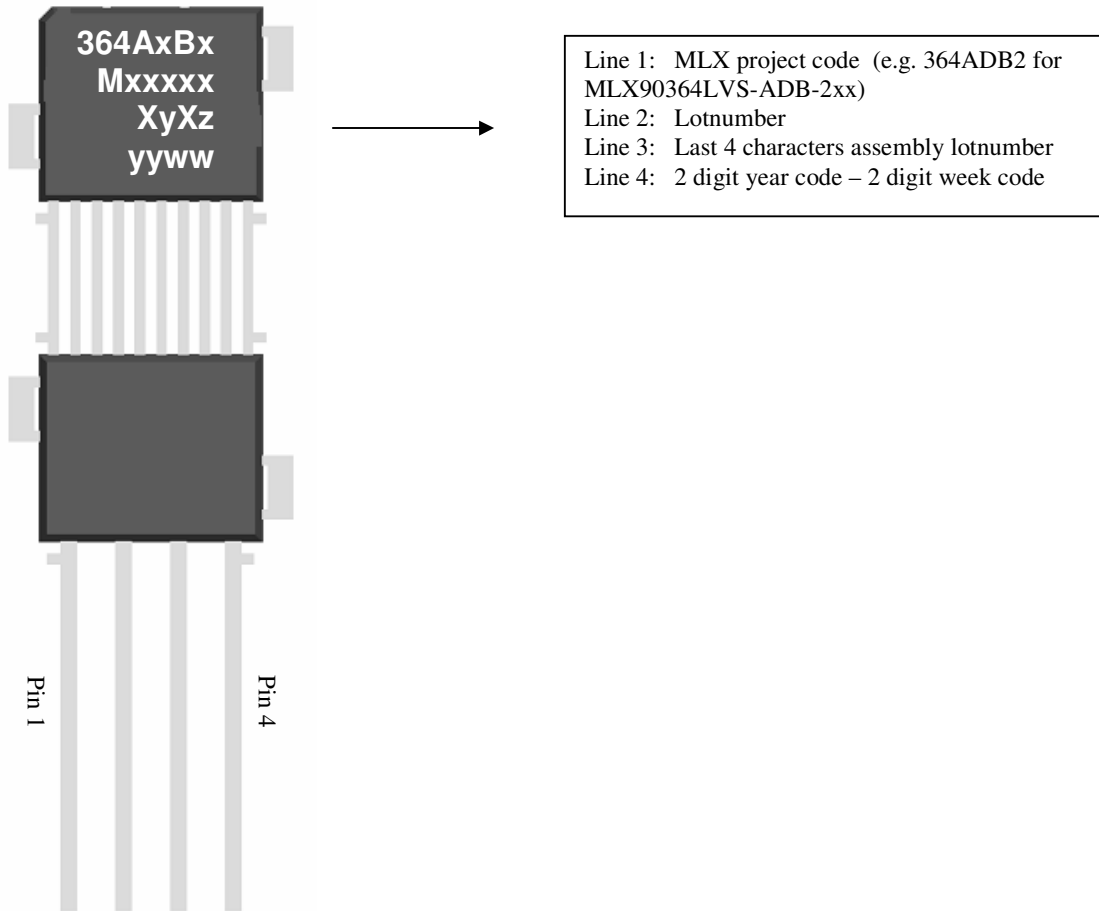 364AxBx
Mxxxxx
XyXz
yyww
Line 1: MLX project code (e.g. 364ADB2 for
MLX90364LVS-ADB-2xx)
Line 2: Lotnumber
Line 3: Last 4 characters assembly lotnumber
Line 4: 2 digit year code – 2 digit week code
Pin 1
Pin 4